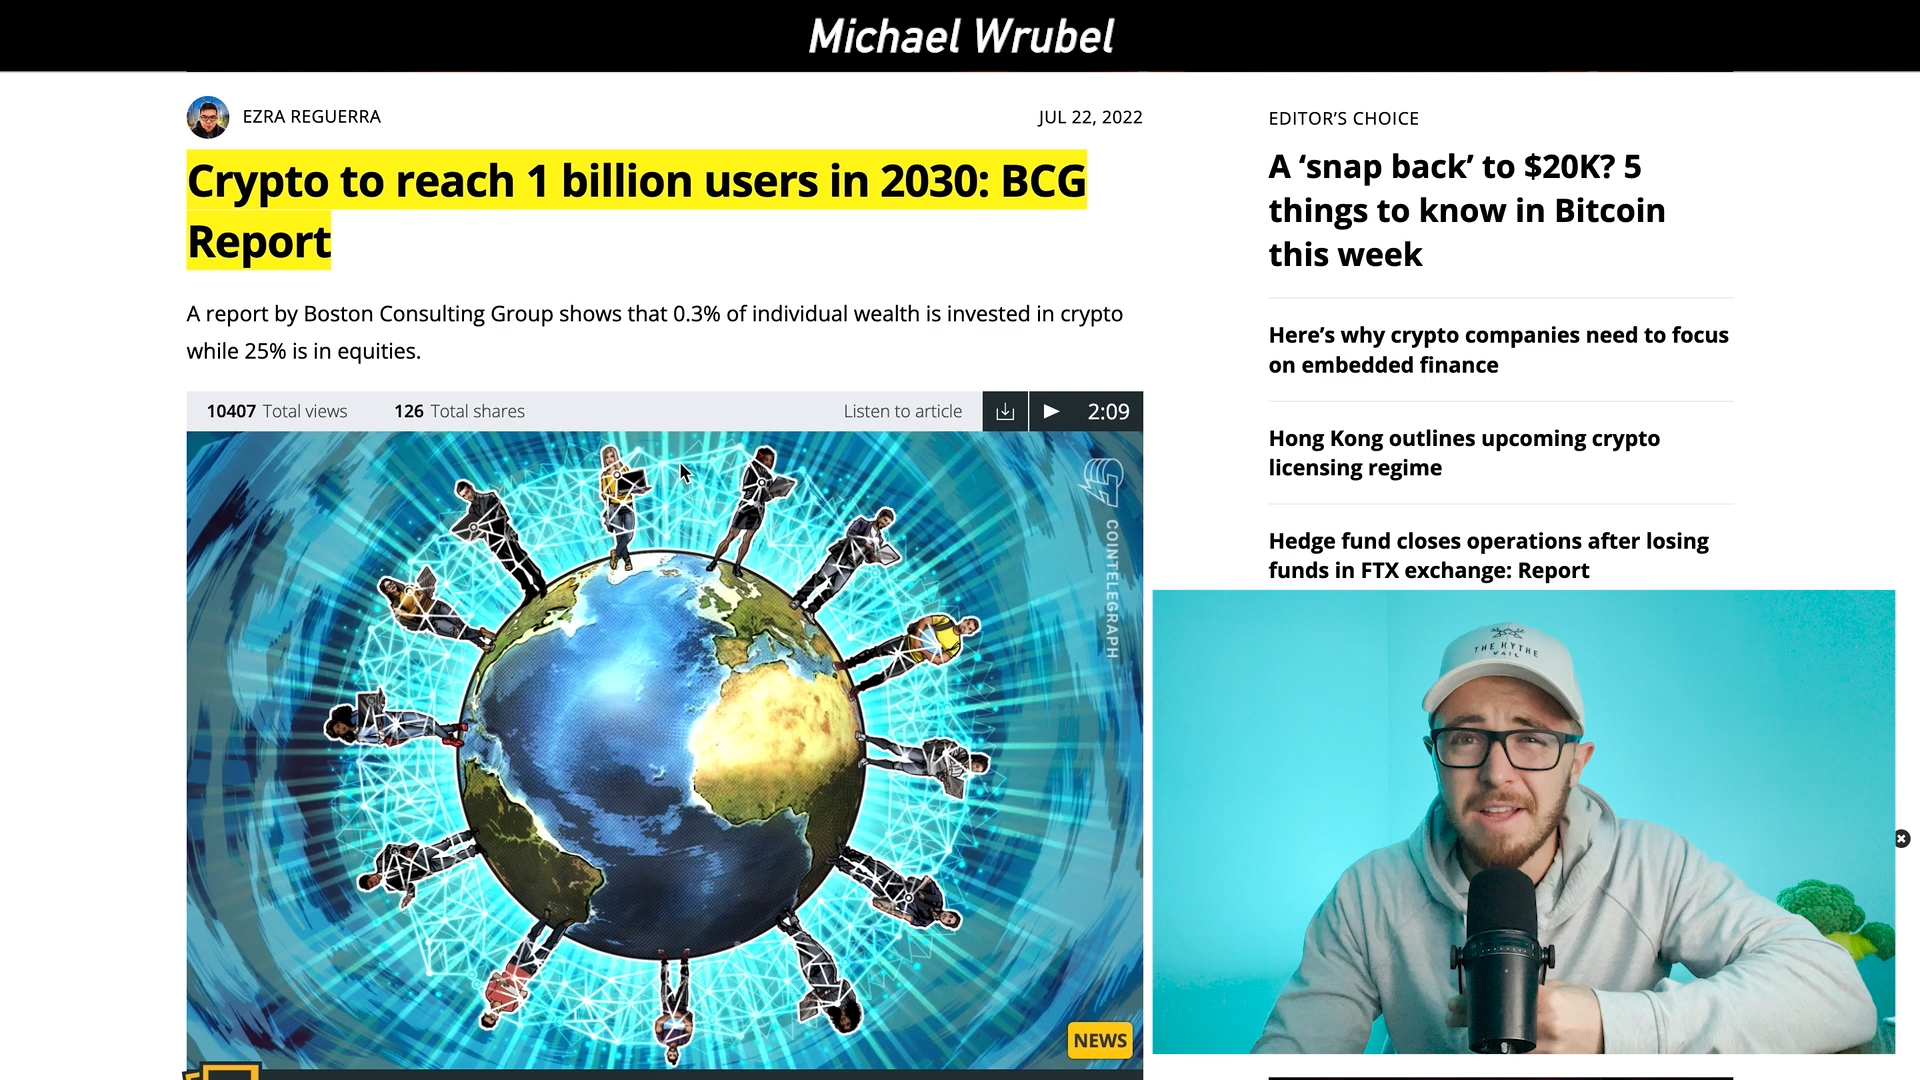 Michael Wrubel
EZRA REGUERRA
JUL 22, 2022
Crypto to reach 1 billion users in 2030: BCG
Report
A report by Boston Consulting Group shows that 0.3% of individual wealth is invested in crypto
while 25% is in equities.
10407 Total views
126 Total shares
Listen to article
2:09
COINTELEGRAPH
NEWS
EDITOR’S CHOICE
A ‘snap back’ to $20K? 5
things to know in Bitcoin
this week
Here’s why crypto companies need to focus
on embedded finance
Hong Kong outlines upcoming crypto
licensing regime
Hedge fund closes operations after losing
funds in FTX exchange: Report
THE HYTHE
VAIL